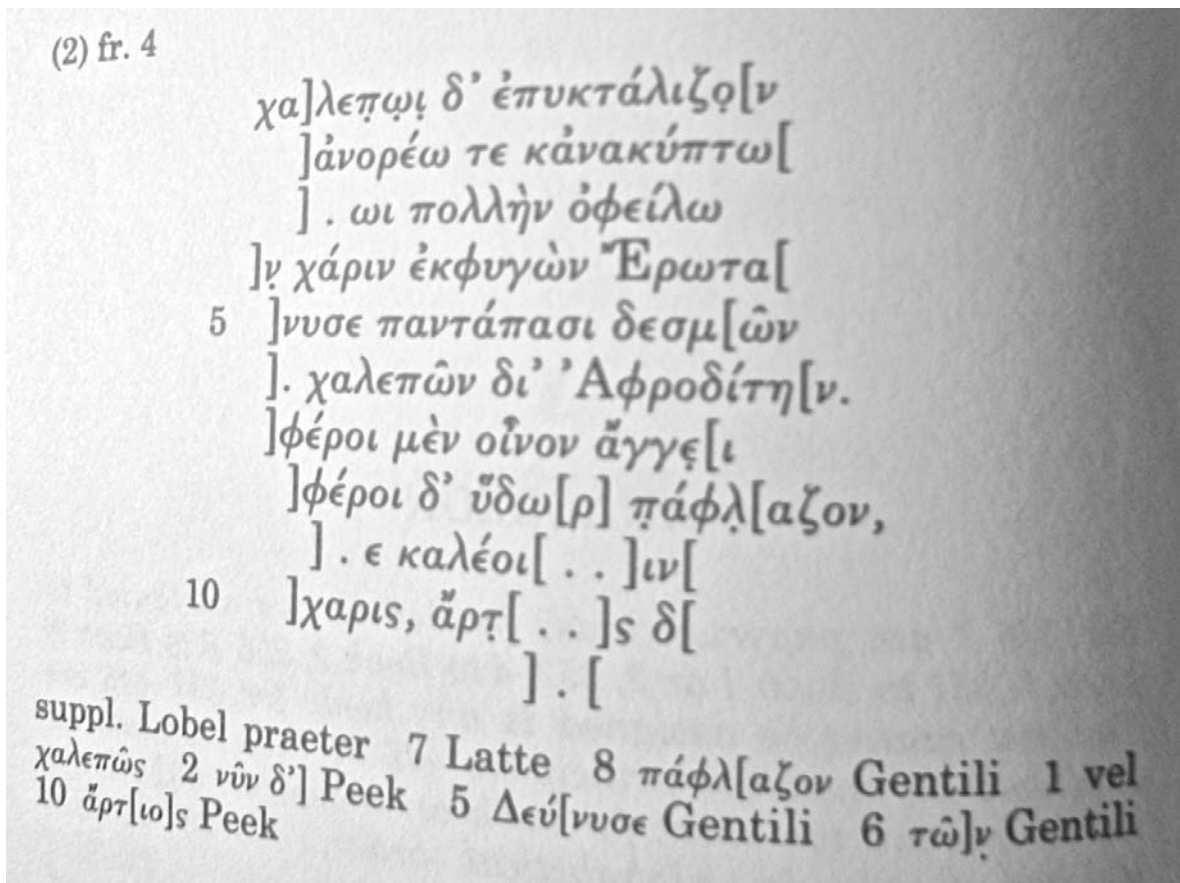 (2) fr. 4
χα]λεπ̣ω̣ι̣ δ’ ἐπυκτάλιζο̣[ν
]ἀνορέω τε κἀνακύπτω[
] . ωι πολλὴν ὀφείλω
]ν̣ χάριν ἐκφυγὼν Ἔρωτα[
5 ]νυσε παντάπασι δεσμ[ῶν
]. χαλεπῶν δι’ Ἀφροδίτη[ν.
]φέροι μὲν οἶνον ἄγγε̣[ι
]φέροι δ’ ὕδω[ρ] π̣άφλ̣[αζον,
] . ε καλέοι[ . . ]ιν[
10 ]χαρις, ἄρτ̣[ . . ]ς δ[
] . [
suppl. Lobel praeter 7 Latte 8 πάφλ[αζον Gentili 1 vel
χαλεπῶς 2 νῦν δ’] Peek 5 Δεύ[νυσε Gentili 6 τῶ]ν̣ Gentili
10 ἄρτ[ιο]ς Peek